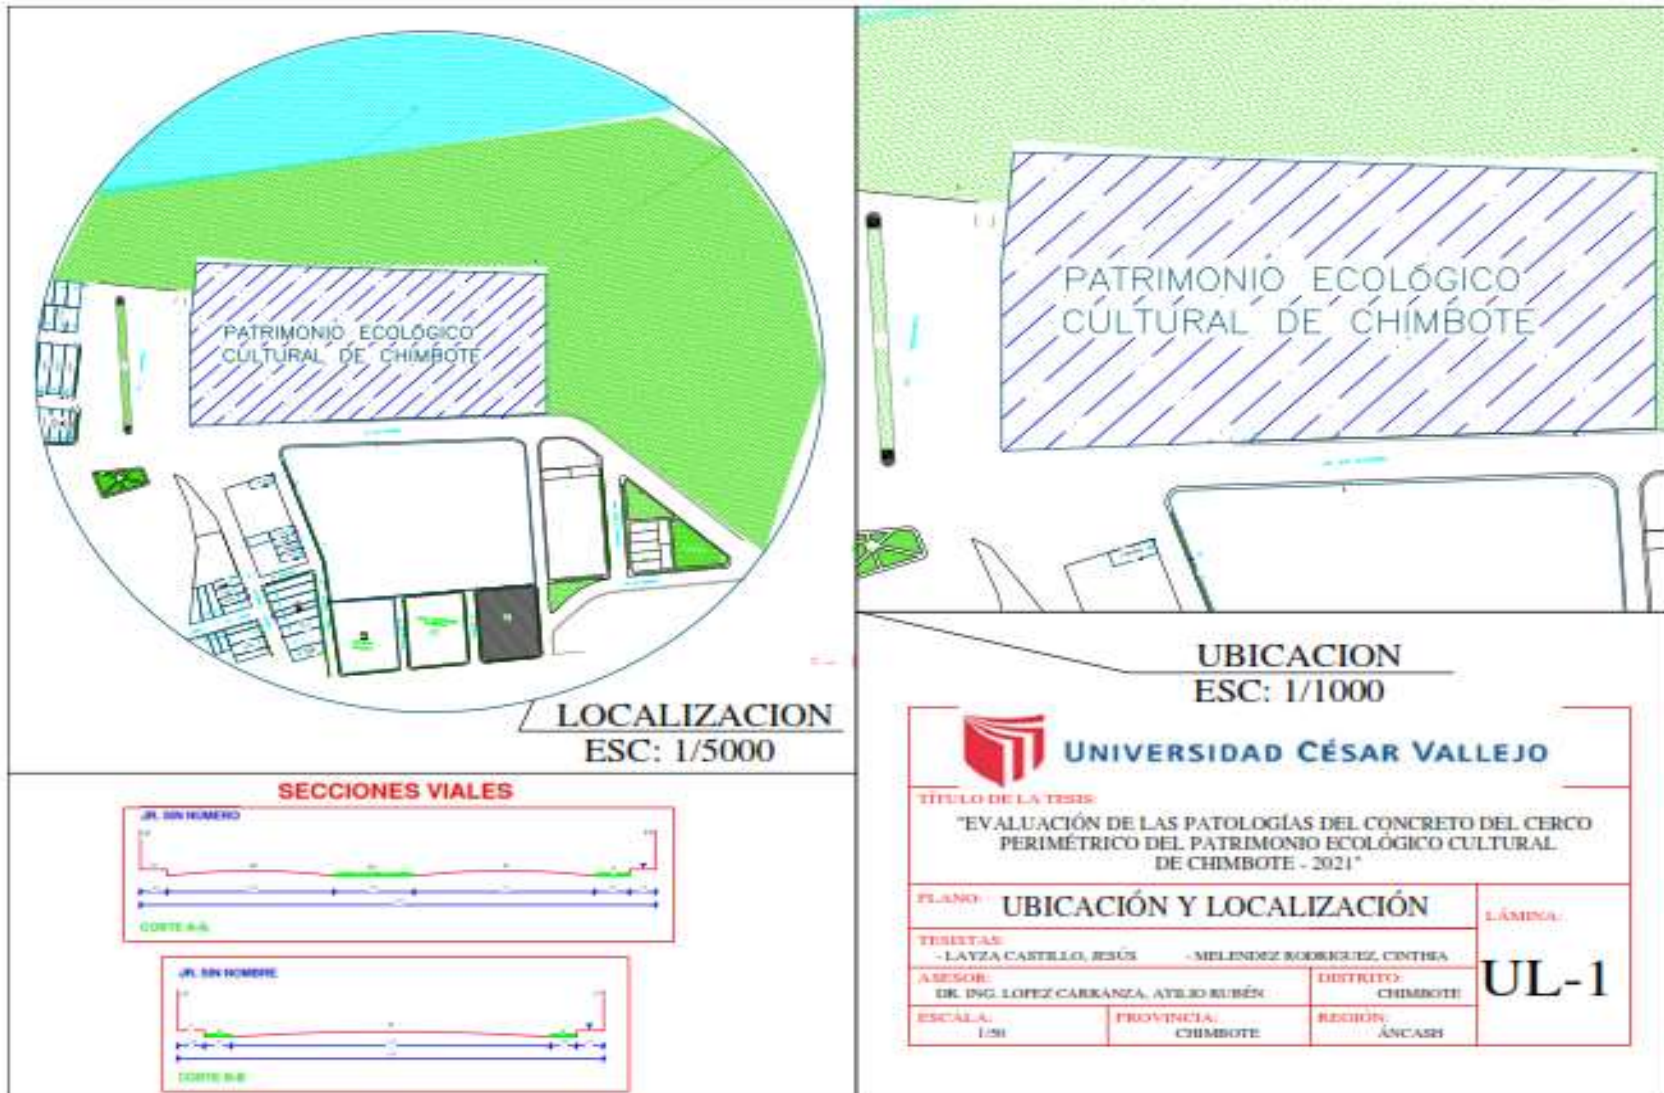 PATRIMONIO ECOLÓGICO
CULTURAL DE CHIMBOTE
LOCALIZACION
ESC: 1/5000
PATRIMONIO ECOLÓGICO
CULTURAL DE CHIMBOTE
UBICACION
ESC: 1/1000
SECCIONES VIALES
JR. SIN NUMERO
CORTE A-A
JR. SIN NOMBRE
CORTE B-B
UNIVERSIDAD CÉSAR VALLEJO
TÍTULO DE LA TESIS:
"EVALUACIÓN DE LAS PATOLOGÍAS DEL CONCRETO DEL CERCO
PERIMÉTRICO DEL PATRIMONIO ECOLÓGICO CULTURAL
DE CHIMBOTE - 2021"
PLANO:
UBICACIÓN Y LOCALIZACIÓN
LÁMINA:
UL-1
TESISTAS:
- LAYZA CASTILLO, JESÚS - MELENDEZ RODRIGUEZ, CINTHIA
ASESOR:
DR. ING. LOPEZ CARRANZA, ATILIO RUBÉN
DISTRITO:
CHIMBOTE
ESCALA:
1/50
PROVINCIA:
CHIMBOTE
REGIÓN:
ÁNCASH